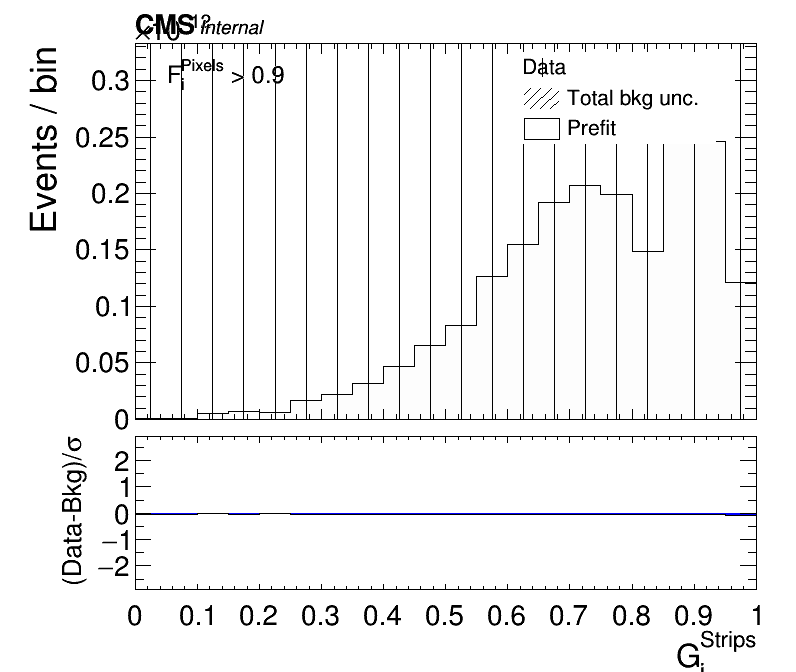 CMS Internal
×10¹²
F_i^Pixels > 0.9
Data
Total bkg unc.
Prefit
Events / bin
0.3
0.25
0.2
0.15
0.1
0.05
0
(Data-Bkg)/σ
2
1
0
−1
−2
0 0.1 0.2 0.3 0.4 0.5 0.6 0.7 0.8 0.9 1
G_i^Strips